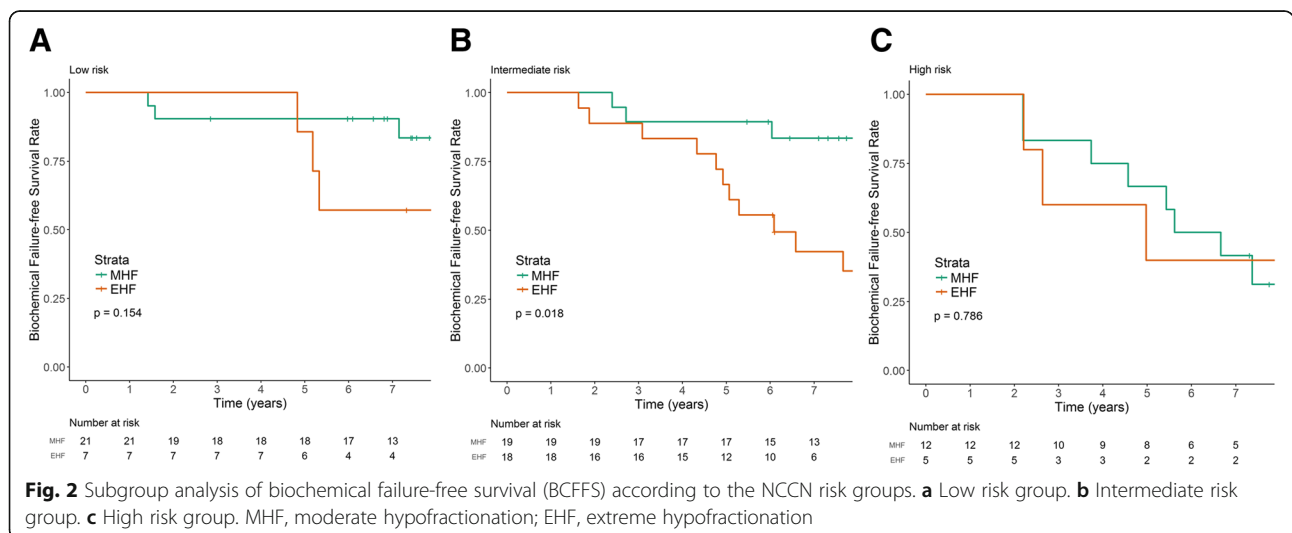 A
Low risk
Biochemical Failure-free Survival Rate
1.00
0.75
0.50
0.25
0.00
Strata
MHF
EHF
p = 0.154
0 1 2 3 4 5 6 7
Time (years)
Number at risk
MHF 21 21 19 18 18 18 17 13
EHF 7 7 7 7 7 6 4 4
B
Intermediate risk
Biochemical Failure-free Survival Rate
1.00
0.75
0.50
0.25
0.00
Strata
MHF
EHF
p = 0.018
0 1 2 3 4 5 6 7
Time (years)
Number at risk
MHF 19 19 19 17 17 17 15 13
EHF 18 18 16 16 15 12 10 6
C
High risk
Biochemical Failure-free Survival Rate
1.00
0.75
0.50
0.25
0.00
Strata
MHF
EHF
p = 0.786
0 1 2 3 4 5 6 7
Time (years)
Number at risk
MHF 12 12 12 10 9 8 6 5
EHF 5 5 5 3 3 2 2 2
Fig. 2 Subgroup analysis of biochemical failure-free survival (BCFFS) according to the NCCN risk groups. a Low risk group. b Intermediate risk
group. c High risk group. MHF, moderate hypofractionation; EHF, extreme hypofractionation